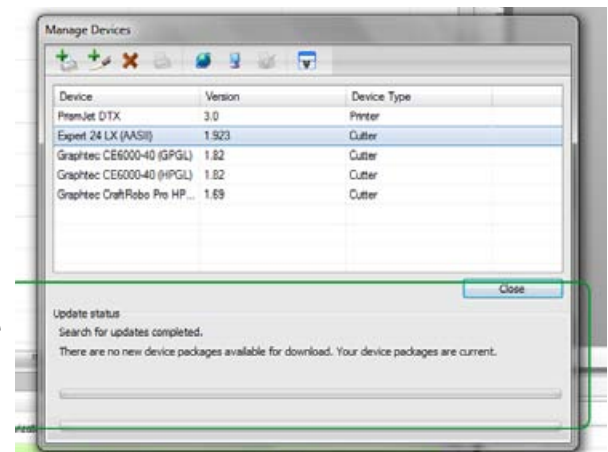 Manage Devices
Device Version Device Type
PramJet DTX 3.0 Printer
Expert 24 LX (AASII) 1.923 Cutter
Graphtec CE6000-40 (GPGL) 1.82 Cutter
Graphtec CE6000-40 (HPGL) 1.82 Cutter
Graphtec CraftRobo Pro HP... 1.69 Cutter
Close
Update status
Search for updates completed.
There are no new device packages available for download. Your device packages are current.